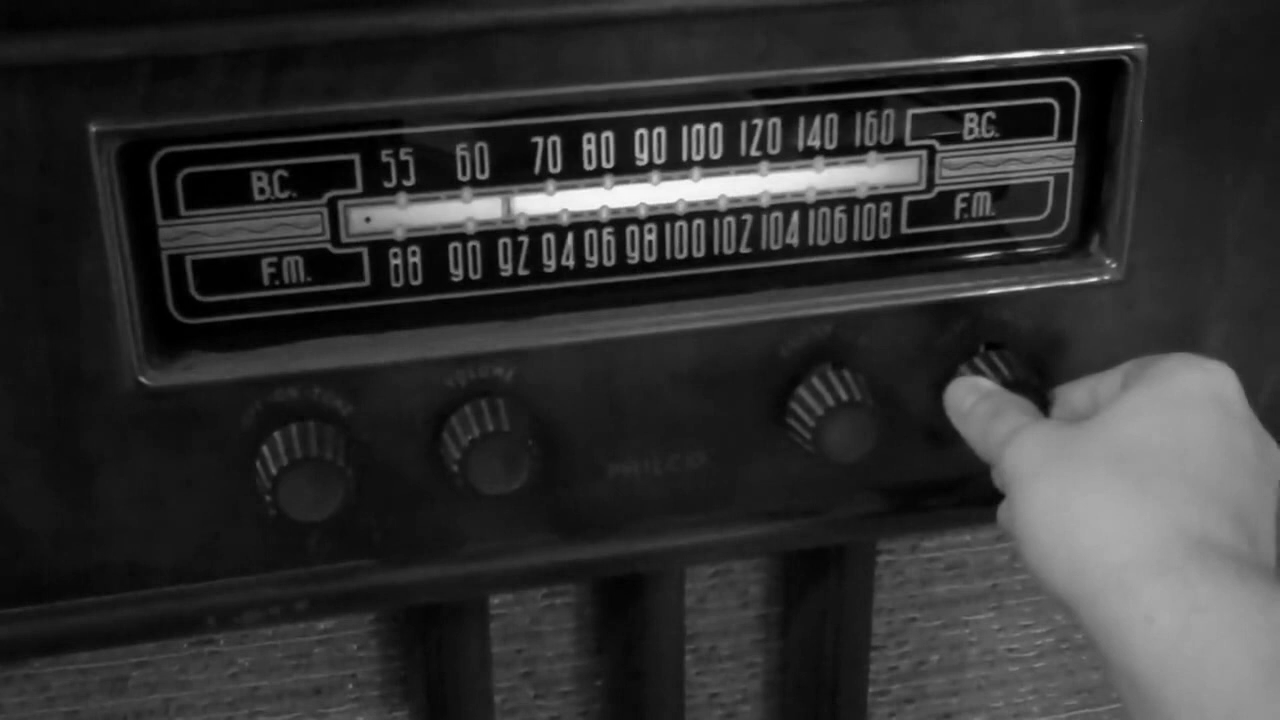 55 60 70 80 90 100 120 140 160 B.C.
B.C.
F.M.
F.M. 88 90 92 94 96 98 100 102 104 106 108
VOLUME
PHILCO